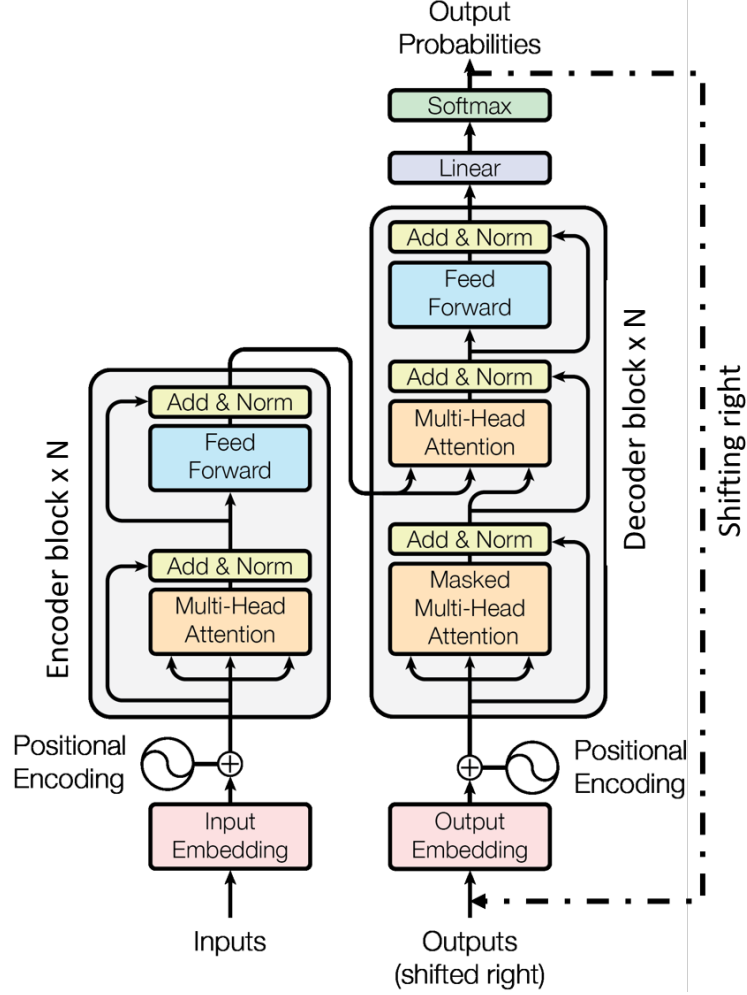 Output
Probabilities
Softmax
Linear
Add & Norm
Feed
Forward
Add & Norm
Multi-Head
Attention
Add & Norm
Masked
Multi-Head
Attention
Decoder block x N
Shifting right
Add & Norm
Feed
Forward
Add & Norm
Multi-Head
Attention
Encoder block x N
Positional
Encoding
Positional
Encoding
Input
Embedding
Output
Embedding
Inputs
Outputs
(shifted right)